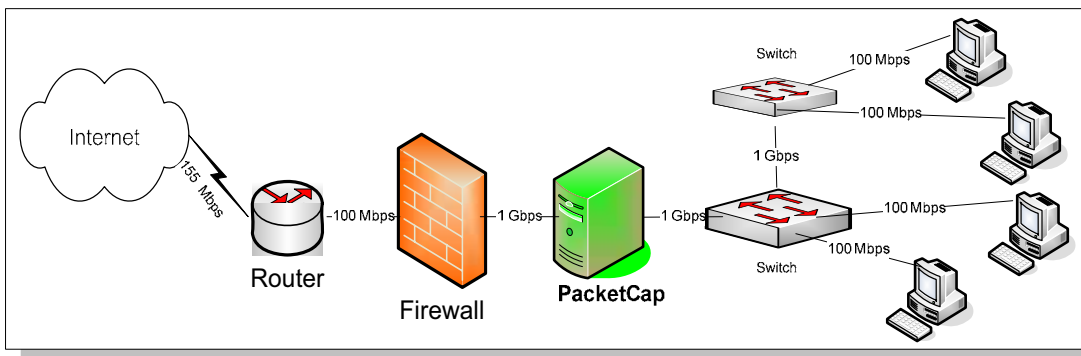 Internet
155 Mbps
Router
100 Mbps
Firewall
1 Gbps
PacketCap
1 Gbps
Switch
1 Gbps
Switch
100 Mbps
100 Mbps
100 Mbps
100 Mbps